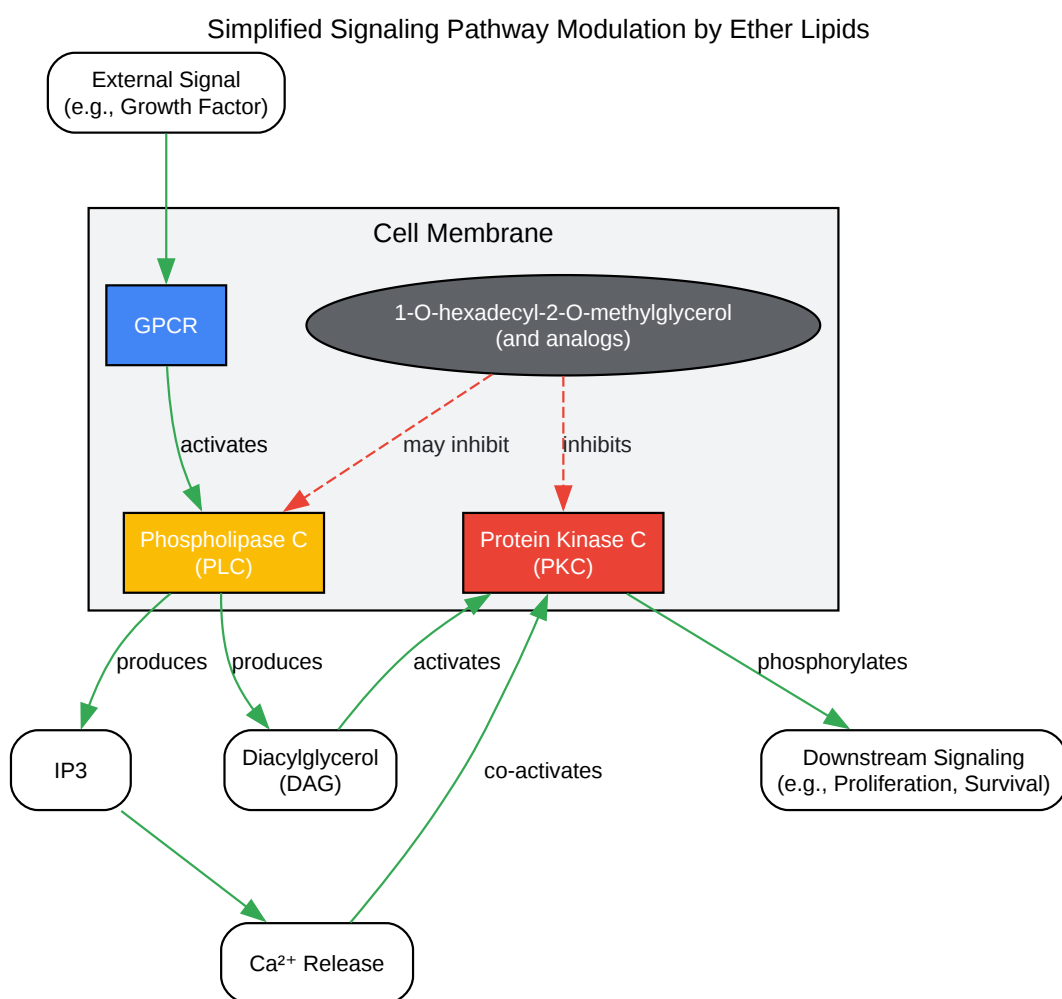 Simplified Signaling Pathway Modulation by Ether Lipids
External Signal
(e.g., Growth Factor)
Cell Membrane
GPCR
1-O-hexadecyl-2-O-methylglycerol
(and analogs)
activates
may inhibit
inhibits
Phospholipase C
(PLC)
Protein Kinase C
(PKC)
produces
produces
activates
phosphorylates
IP3
Diacylglycerol
(DAG)
co-activates
Downstream Signaling
(e.g., Proliferation, Survival)
Ca²⁺ Release